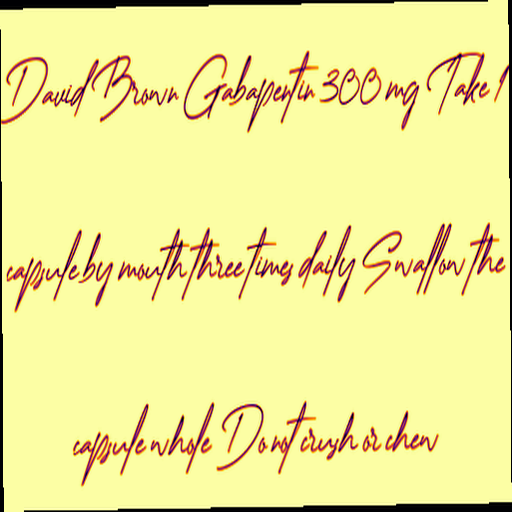 David Brown Gabapentin 300 mg Take 1
capsule by mouth three times daily Swallow the
capsule whole Do not crush or chew